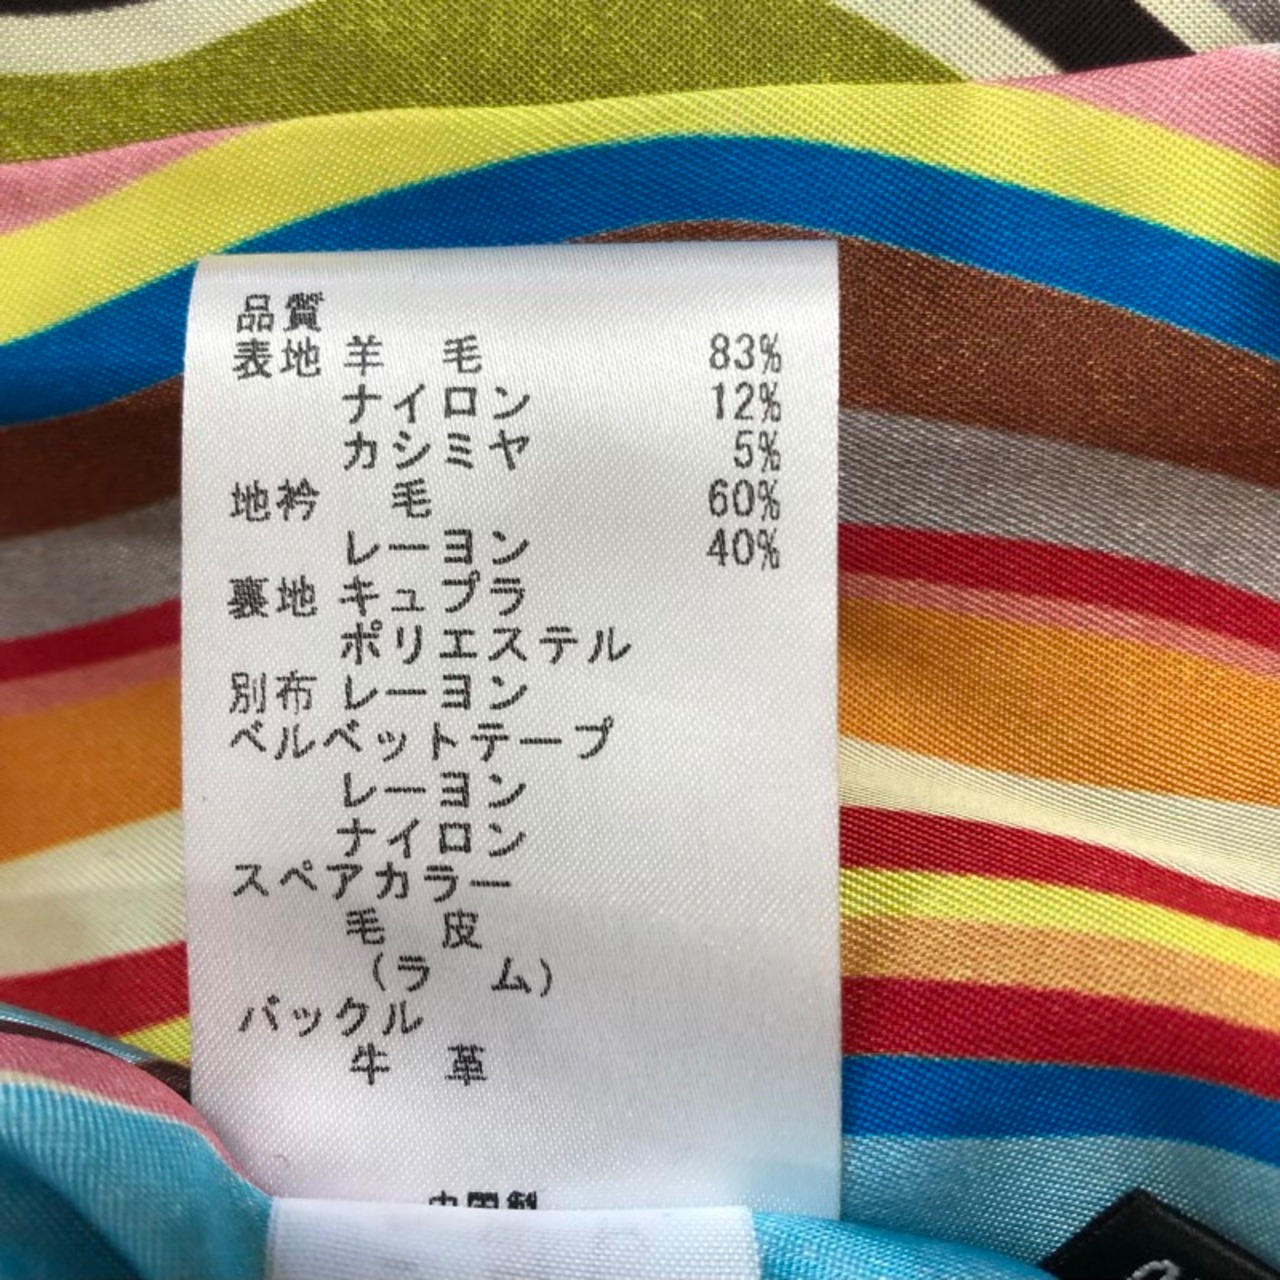 品質
表地 羊 毛 83%
ナイロン 12%
カシミヤ 5%
地衿 毛 60%
レーヨン 40%
裏地 キュプラ
ポリエステル
別布 レーヨン
ベルベットテープ
レーヨン
ナイロン
スペアカラー
毛 皮
(ラ ム)
バックル
牛 革